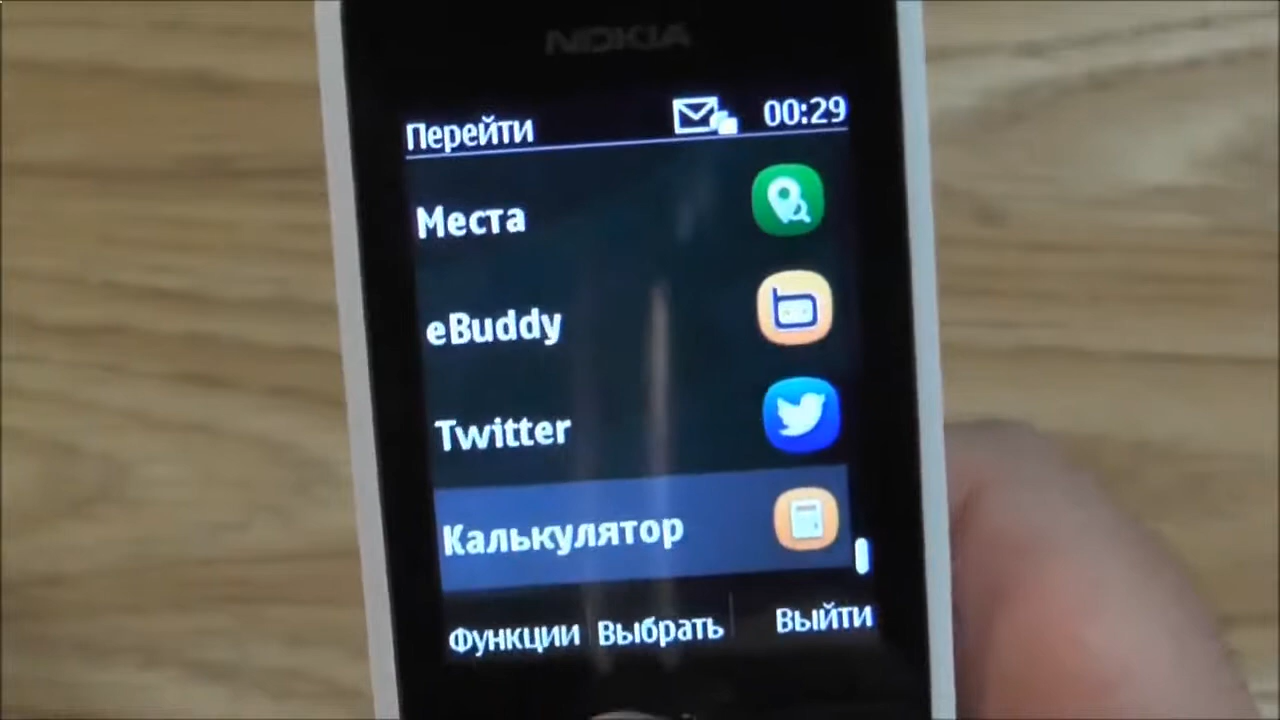 NOKIA
Перейти 00:29
Места
eBuddy
Twitter
Калькулятор
Функции Выбрать Выйти